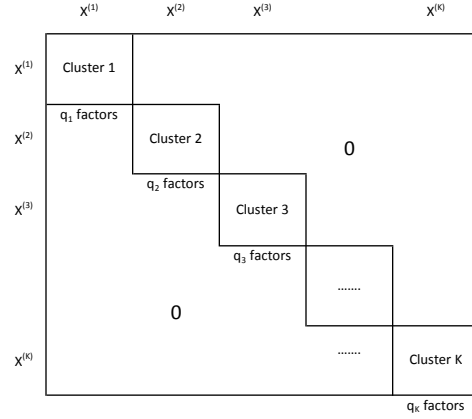 X(1) X(2) X(3) X(K)
X(1) Cluster 1
q1 factors
X(2) Cluster 2 0
q2 factors
X(3) Cluster 3
q3 factors
.......
0
X(K) ....... Cluster K
qK factors